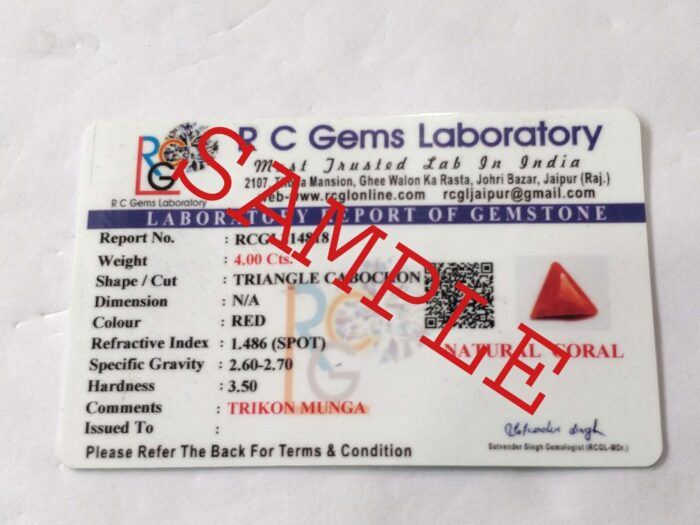 R C Gems Laboratory
Most Trusted Lab In India
2107, Mansion, Ghee Walon Ka Rasta, Johri Bazar, Jaipur (Raj.)
web-www.rcglonline.com rcgljaipur@gmail.com
RCGL
R C Gems Laboratory
LABORATORY REPORT OF GEMSTONE
Report No. :
Weight : 4.00 Cts.
Shape / Cut : TRIANGLE CABOCHON
Dimension : N/A
Colour : RED
Refractive Index : 1.486 (SPOT)
Specific Gravity : 2.60-2.70
Hardness : 3.50
Comments : TRIKON MUNGA
Issued To :
NATURAL CORAL
Satvender Singh Gemologist (RCGL-MDr.)
Please Refer The Back For Terms & Condition
RCGL
SAMPLE